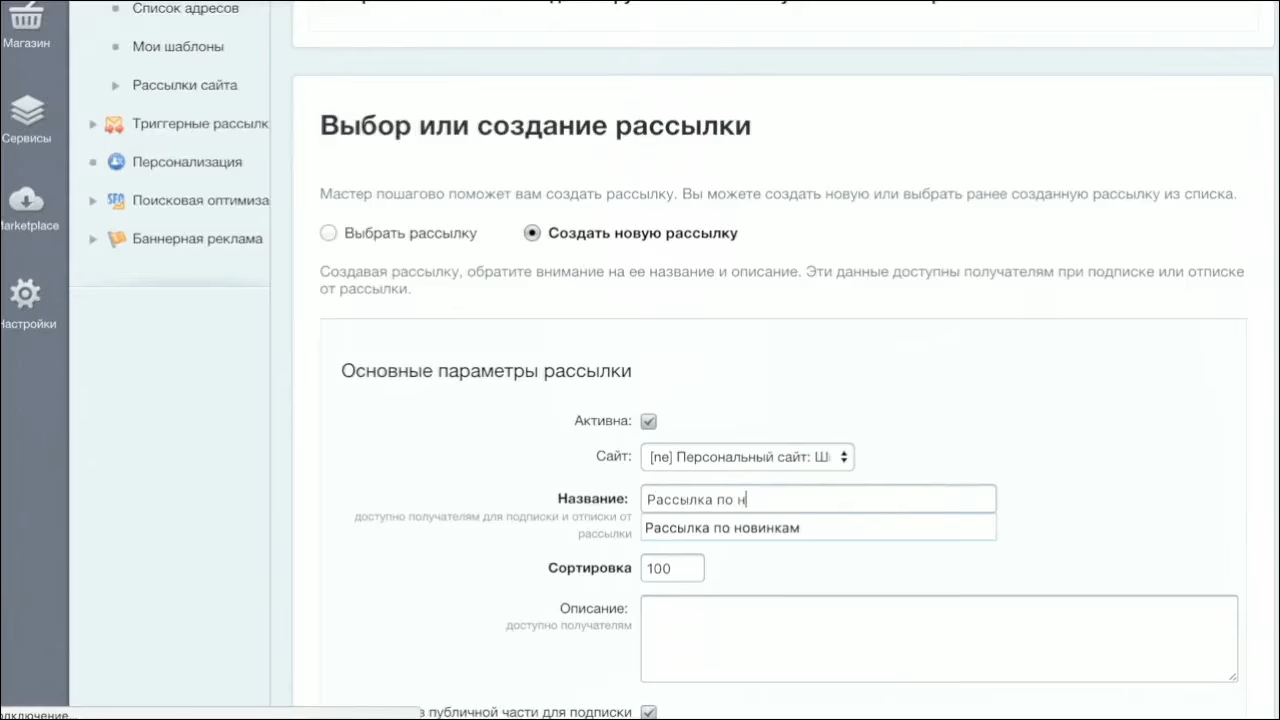 Магазин
Сервисы
Marketplace
Настройки
Список адресов
Мои шаблоны
Рассылки сайта
Триггерные рассылк
Персонализация
SEO Поисковая оптимиза
Баннерная реклама
Выбор или создание рассылки
Мастер пошагово поможет вам создать рассылку. Вы можете создать новую или выбрать ранее созданную рассылку из списка.
Выбрать рассылку Создать новую рассылку
Создавая рассылку, обратите внимание на ее название и описание. Эти данные доступны получателям при подписке или отписке
от рассылки.
Основные параметры рассылки
Активна:
Сайт: [ne] Персональный сайт: Ш
Название: Рассылка по н
доступно получателям для подписки и отписки от
рассылки
Рассылка по новинкам
Сортировка 100
Описание:
доступно получателям
в публичной части для подписки
одключение...